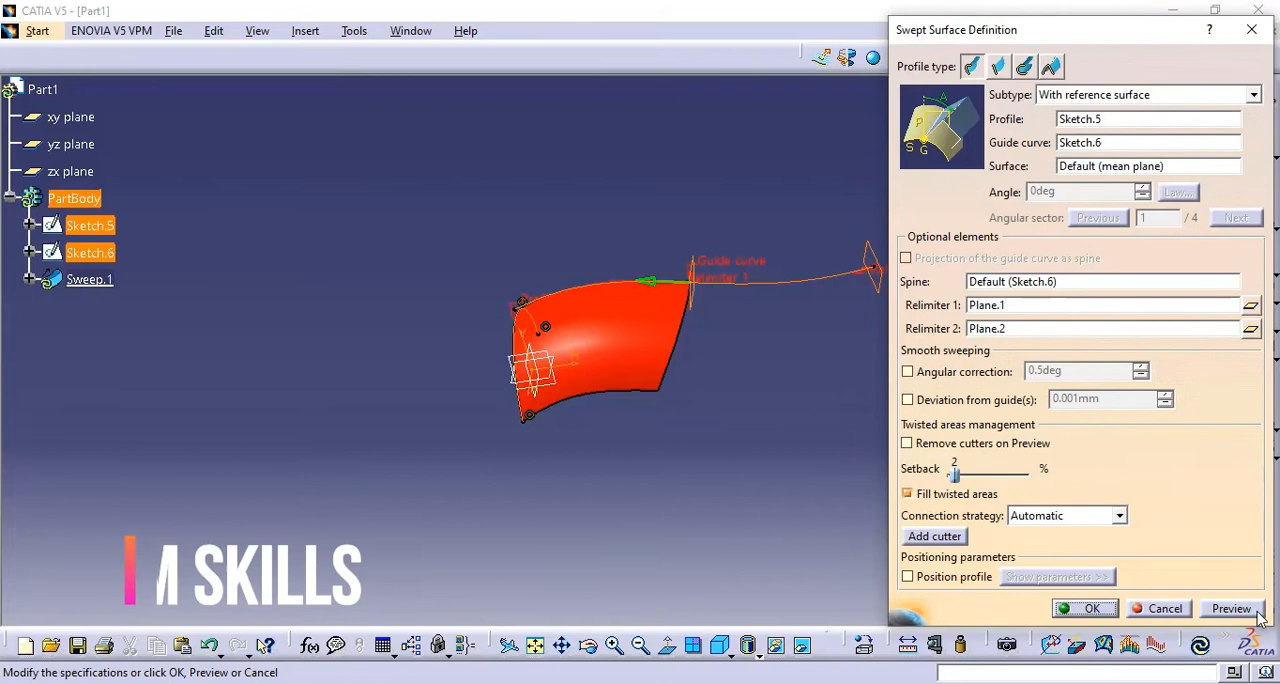 CATIA V5 - [Part1]
Start ENOVIA V5 VPM File Edit View Insert Tools Window Help
Part1
xy plane
yz plane
zx plane
PartBody
Sketch.5
Sketch.6
Sweep.1
Guide curve
M SKILLS
Swept Surface Definition
Profile type:
Subtype: With reference surface
Profile: Sketch.5
Guide curve: Sketch.6
Surface: Default (mean plane)
Angle: 0deg Law...
Angular sector: Previous 1 / 4 Next
Optional elements
Projection of the guide curve as spine
Spine: Default (Sketch.6)
Relimiter 1: Plane.1
Relimiter 2: Plane.2
Smooth sweeping
Angular correction: 0.5deg
Deviation from guide(s): 0.001mm
Twisted areas management
Remove cutters on Preview
2
Setback %
Fill twisted areas
Connection strategy: Automatic
Add cutter
Positioning parameters
Position profile Show parameters >>
OK Cancel Preview
CATIA
Modify the specifications or click OK, Preview or Cancel